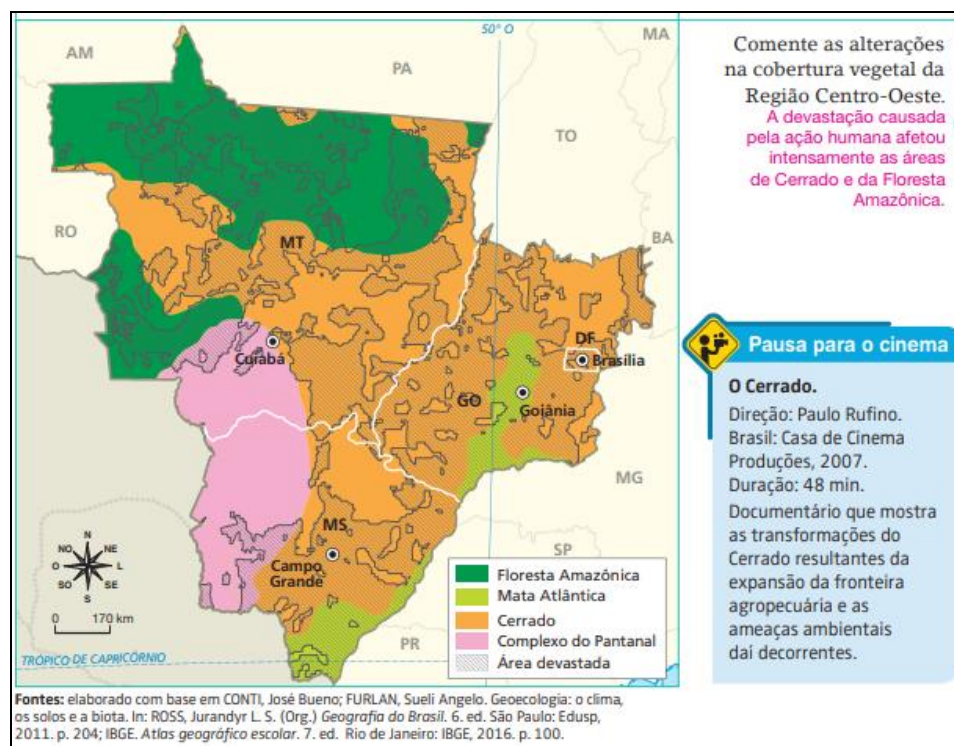 50° O
AM
PA
MA
TO
RO
BA
MT
Cuiabá
DF
Brasília
GO
Goiânia
MG
MS
Campo
Grande
SP
PR
N
NO
NE
O
L
SO
SE
S
0 170 km
TRÓPICO DE CAPRICÓRNIO
Floresta Amazônica
Mata Atlântica
Cerrado
Complexo do Pantanal
Área devastada
Comente as alterações
na cobertura vegetal da
Região Centro-Oeste.
A devastação causada
pela ação humana afetou
intensamente as áreas
de Cerrado e da Floresta
Amazônica.
Pausa para o cinema
O Cerrado.
Direção: Paulo Rufino.
Brasil: Casa de Cinema
Produções, 2007.
Duração: 48 min.
Documentário que mostra
as transformações do
Cerrado resultantes da
expansão da fronteira
agropecuária e as
ameaças ambientais
daí decorrentes.
Fontes: elaborado com base em CONTI, José Bueno; FURLAN, Sueli Angelo. Geoecologia: o clima,
os solos e a biota. In: ROSS, Jurandyr L. S. (Org.) Geografia do Brasil. 6. ed. São Paulo: Edusp,
2011. p. 204; IBGE. Atlas geográfico escolar. 7. ed. Rio de Janeiro: IBGE, 2016. p. 100.